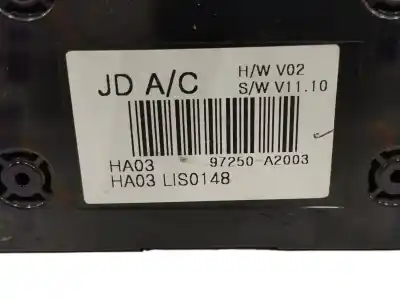 JD A/C H/W V02
S/W V11.10
HA03 97250-A2003
HA03 LIS0148